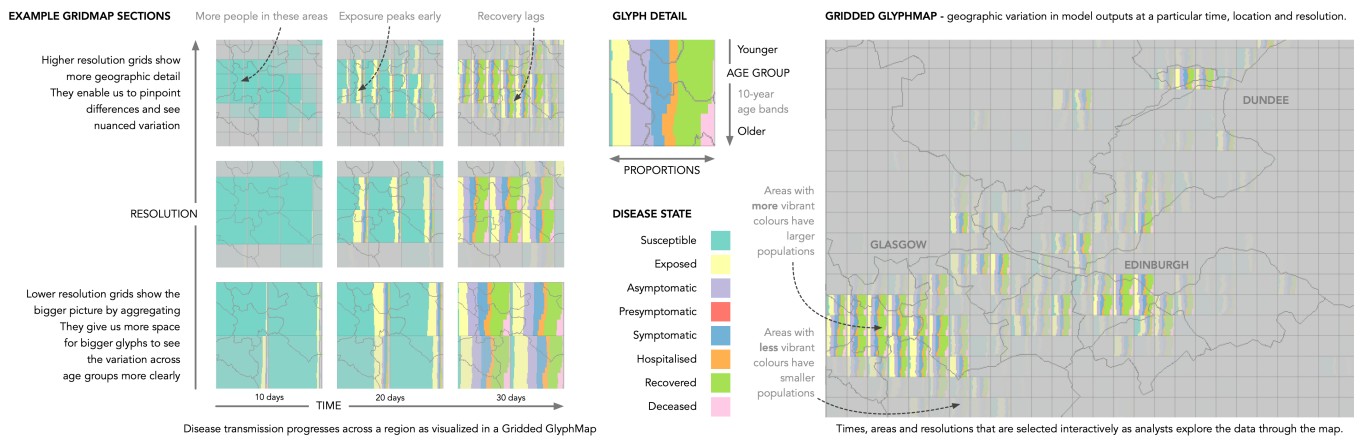 EXAMPLE GRIDMAP SECTIONS
More people in these areas
Exposure peaks early
Recovery lags
Higher resolution grids show
more geographic detail
They enable us to pinpoint
differences and see
nuanced variation
RESOLUTION
Lower resolution grids show the
bigger picture by aggregating
They give us more space
for bigger glyphs to see
the variation across
age groups more clearly
10 days
20 days
30 days
TIME
Disease transmission progresses across a region as visualized in a Gridded GlyphMap
GLYPH DETAIL
Younger
AGE GROUP
10-year
age bands
Older
PROPORTIONS
DISEASE STATE
Susceptible
Exposed
Asymptomatic
Presymptomatic
Symptomatic
Hospitalised
Recovered
Deceased
GRIDDED GLYPHMAP - geographic variation in model outputs at a particular time, location and resolution.
Areas with
more vibrant
colours have
larger
populations
Areas with
less vibrant
colours have
smaller
populations
DUNDEE
GLASGOW
EDINBURGH
Times, areas and resolutions that are selected interactively as analysts explore the data through the map.